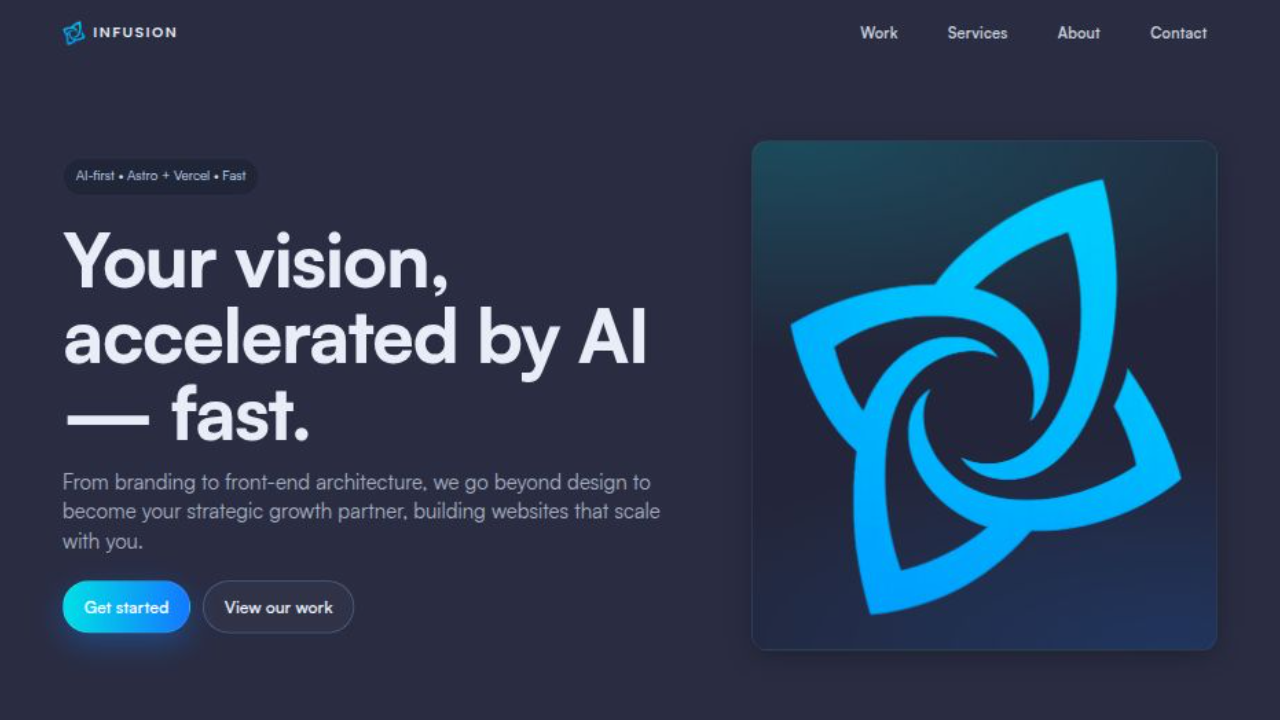 INFUSION
Work
Services
About
Contact
AI-first • Astro + Vercel • Fast
Your vision,
accelerated by AI
— fast.
From branding to front-end architecture, we go beyond design to
become your strategic growth partner, building websites that scale
with you.
Get started
View our work